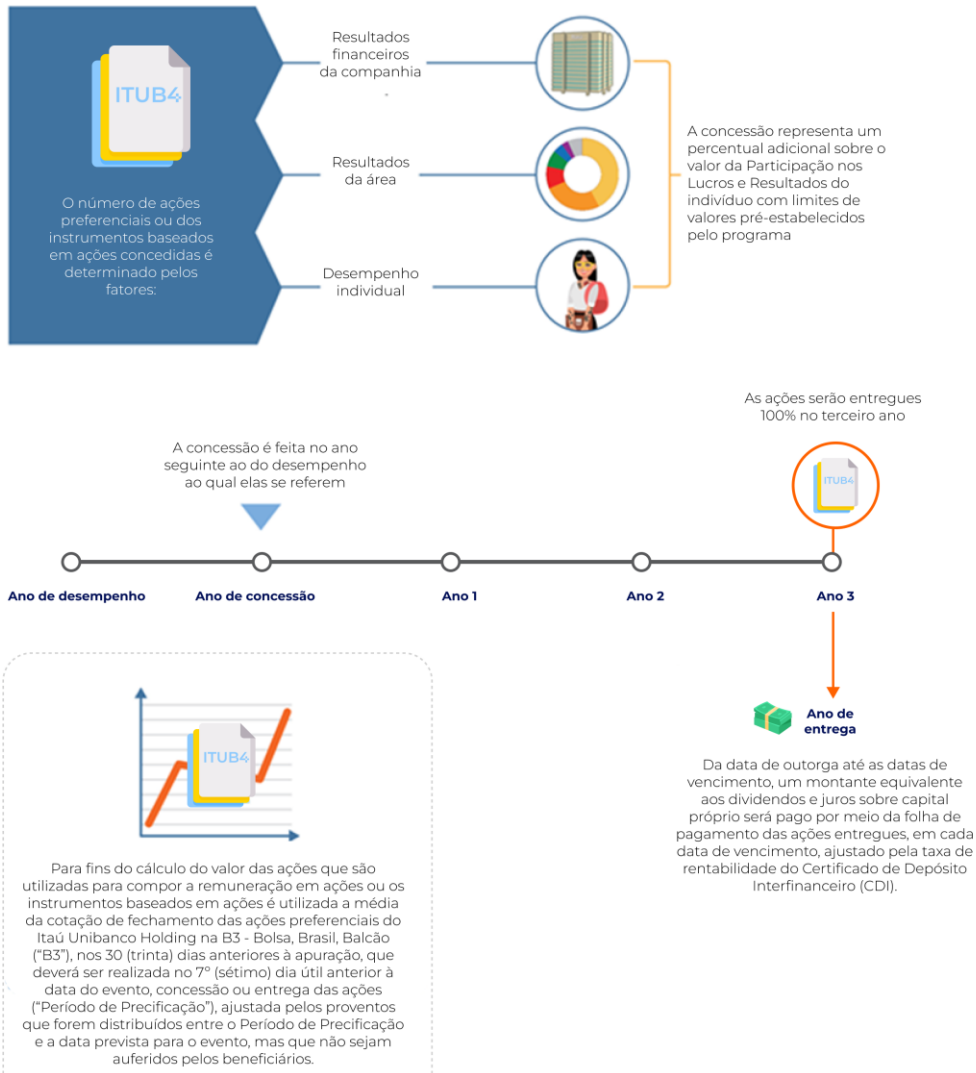 ITUB4
O número de ações
preferenciais ou dos
instrumentos baseados
em ações concedidas é
determinado pelos
fatores:
Resultados
financeiros
da companhia
Resultados
da área
Desempenho
individual
A concessão representa um
percentual adicional sobre o
valor da Participação nos
Lucros e Resultados do
indivíduo com limites de
valores pré-estabelecidos
pelo programa
As ações serão entregues
100% no terceiro ano
ITUB4
A concessão é feita no ano
seguinte ao do desempenho
ao qual elas se referem
Ano de desempenho
Ano de concessão
Ano 1
Ano 2
Ano 3
ITUB4
Para fins do cálculo do valor das ações que são
utilizadas para compor a remuneração em ações ou os
instrumentos baseados em ações é utilizada a média
da cotação de fechamento das ações preferenciais do
Itaú Unibanco Holding na B3 - Bolsa, Brasil, Balcão
(“B3”), nos 30 (trinta) dias anteriores à apuração, que
deverá ser realizada no 7º (sétimo) dia útil anterior à
data do evento, concessão ou entrega das ações
(“Período de Precificação”), ajustada pelos proventos
que forem distribuídos entre o Período de Precificação
e a data prevista para o evento, mas que não sejam
auferidos pelos beneficiários.
Ano de
entrega
Da data de outorga até as datas de
vencimento, um montante equivalente
aos dividendos e juros sobre capital
próprio será pago por meio da folha de
pagamento das ações entregues, em cada
data de vencimento, ajustado pela taxa de
rentabilidade do Certificado de Depósito
Interfinanceiro (CDI).